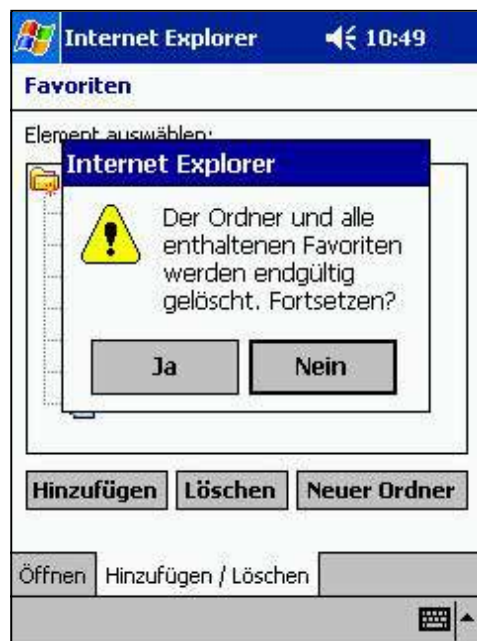 Internet Explorer 10:49
Favoriten
Element auswählen:
Internet Explorer
Der Ordner und alle
enthaltenen Favoriten
werden endgültig
gelöscht. Fortsetzen?
Ja Nein
Hinzufügen Löschen Neuer Ordner
Öffnen Hinzufügen / Löschen